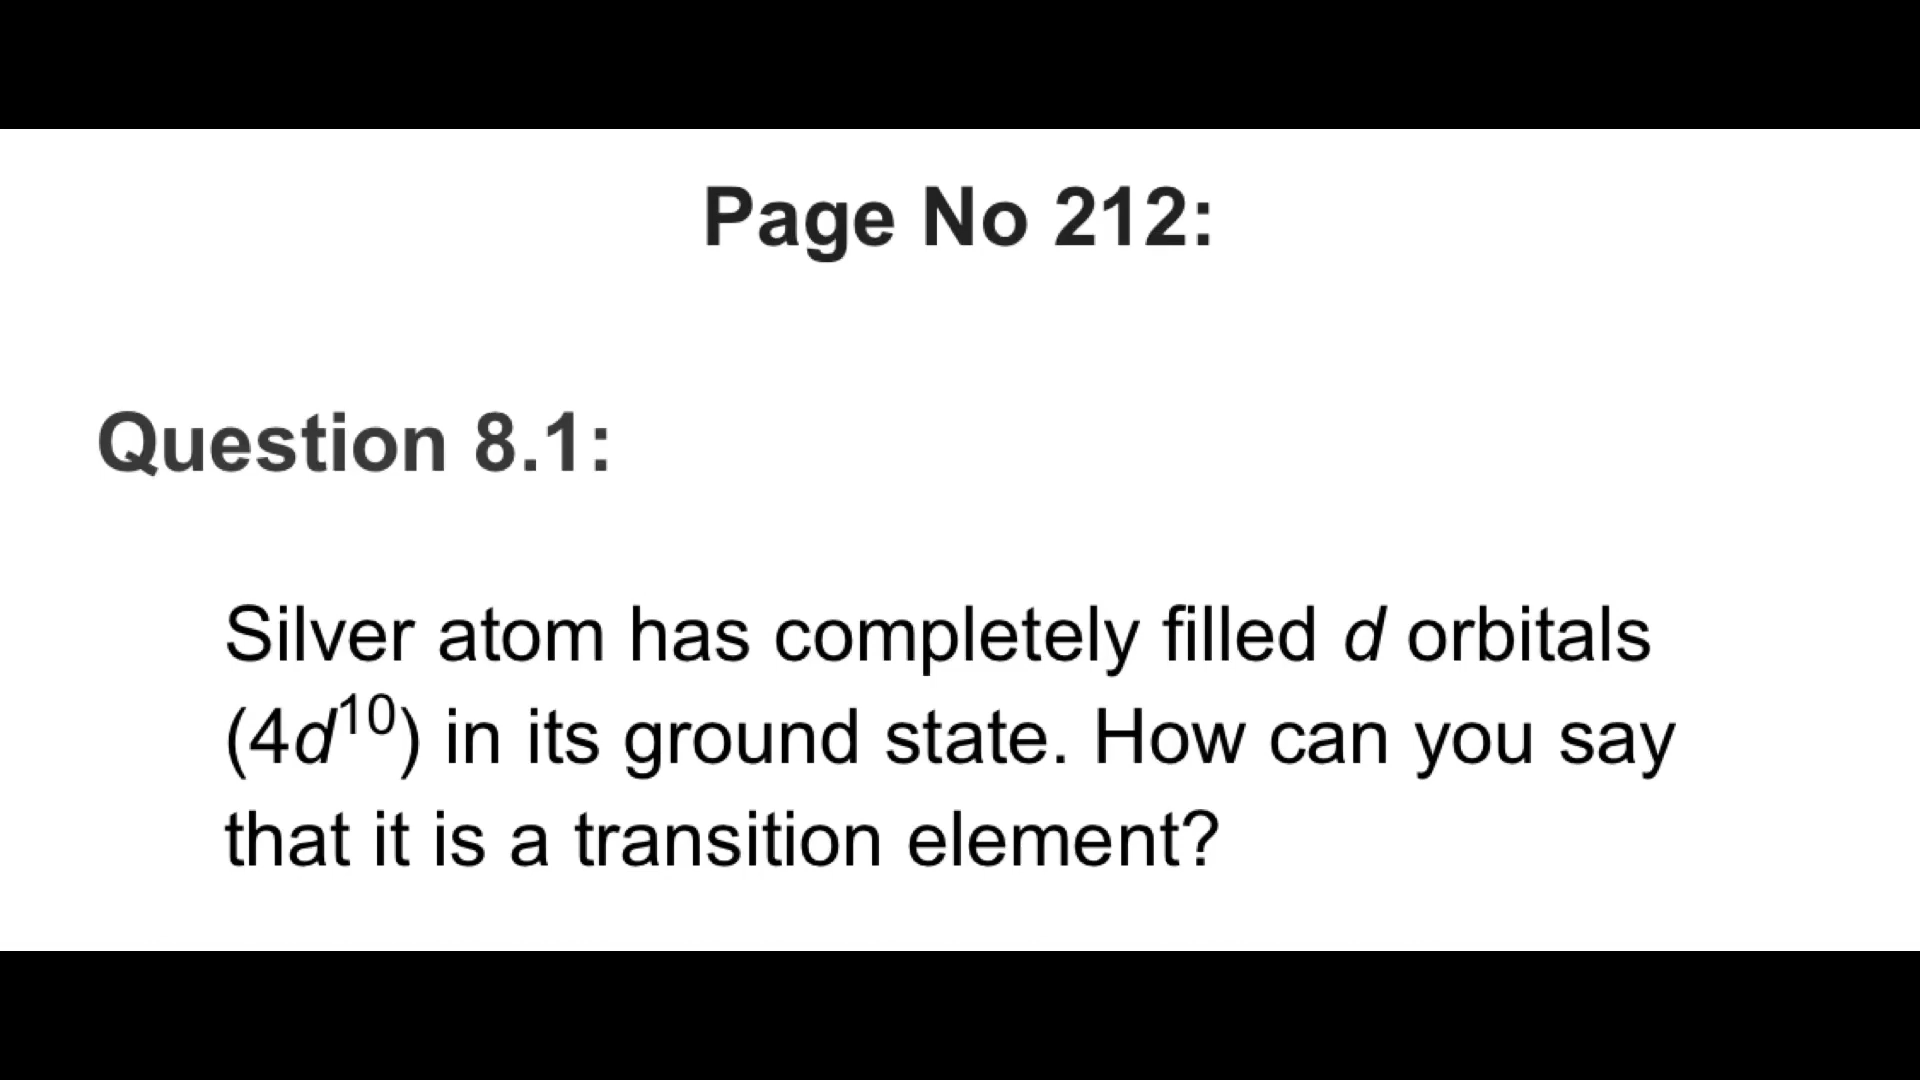 Page No 212:
Question 8.1:
Silver atom has completely filled d orbitals
(4d¹⁰) in its ground state. How can you say
that it is a transition element?